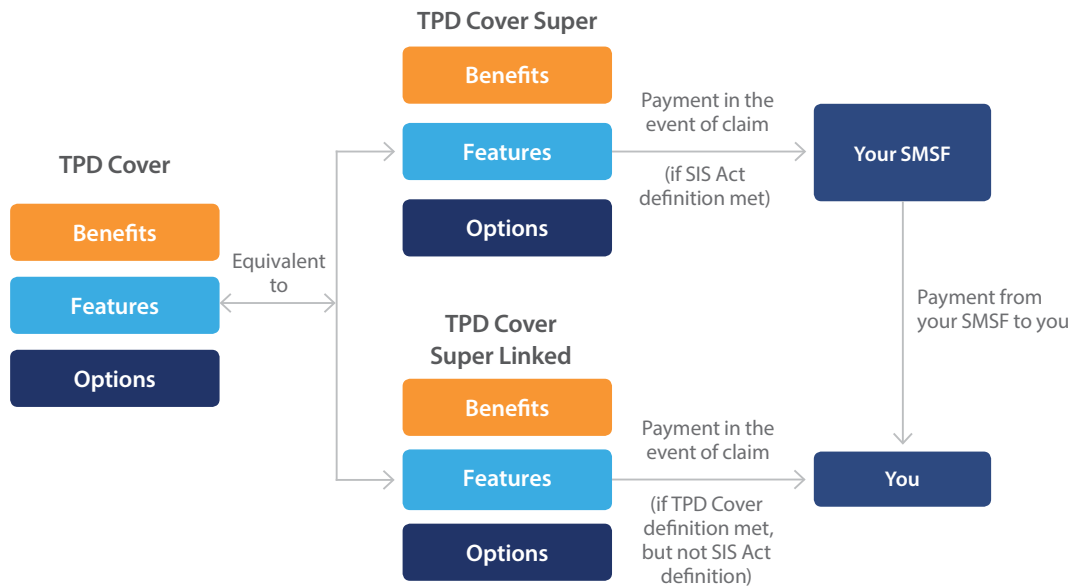 TPD Cover
Benefits
Features
Options
Equivalent
to
TPD Cover Super
Benefits
Features
Options
Payment in the
event of claim
(if SIS Act
definition met)
Your SMSF
Payment from
your SMSF to you
TPD Cover
Super Linked
Benefits
Features
Options
Payment in the
event of claim
(if TPD Cover
definition met,
but not SIS Act
definition)
You